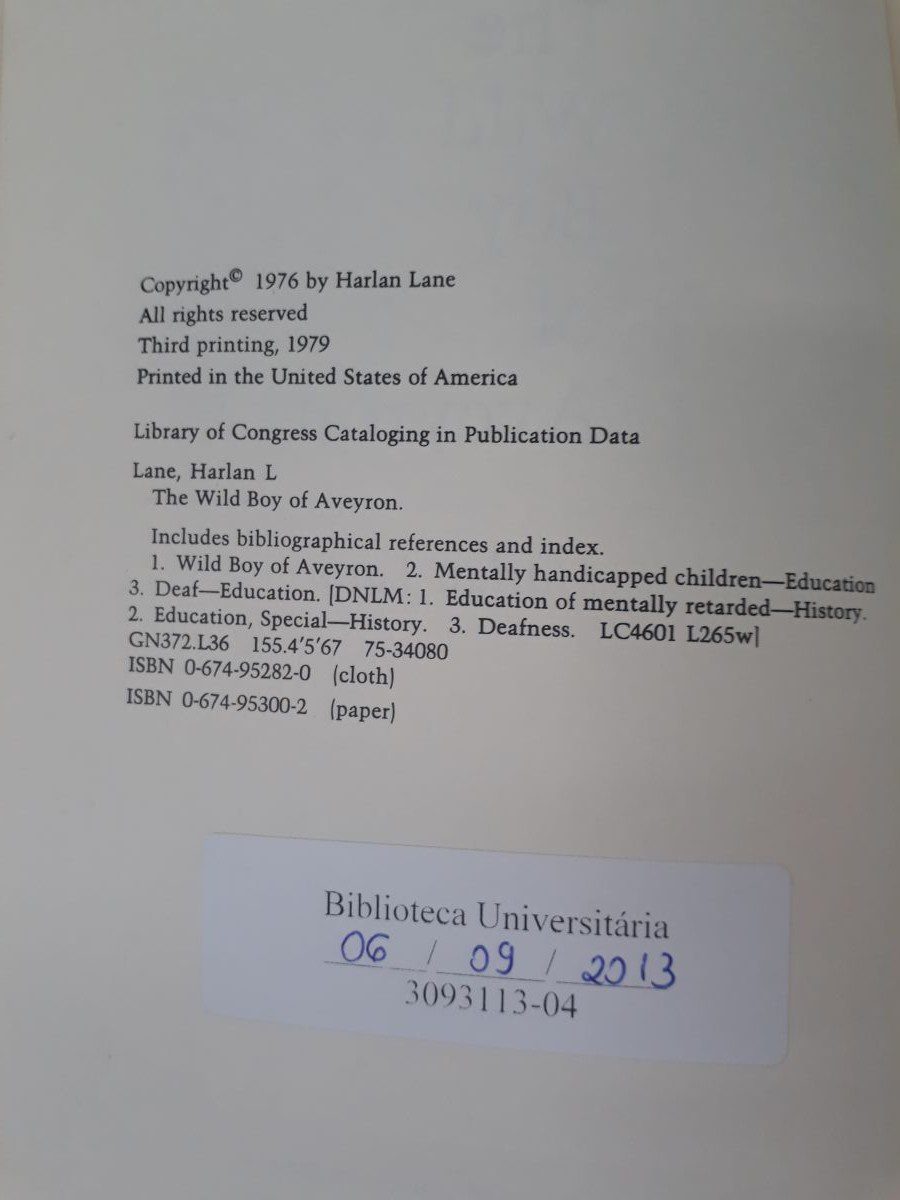 Copyright© 1976 by Harlan Lane
All rights reserved
Third printing, 1979
Printed in the United States of America
Library of Congress Cataloging in Publication Data
Lane, Harlan L
The Wild Boy of Aveyron.
Includes bibliographical references and index.
1. Wild Boy of Aveyron. 2. Mentally handicapped children—Education
3. Deaf—Education. [DNLM: 1. Education of mentally retarded—History.
2. Education, Special—History. 3. Deafness. LC4601 L265w]
GN372.L36 155.4'5'67 75-34080
ISBN 0-674-95282-0 (cloth)
ISBN 0-674-95300-2 (paper)
Biblioteca Universitária
06 / 09 / 2013
3093113-04